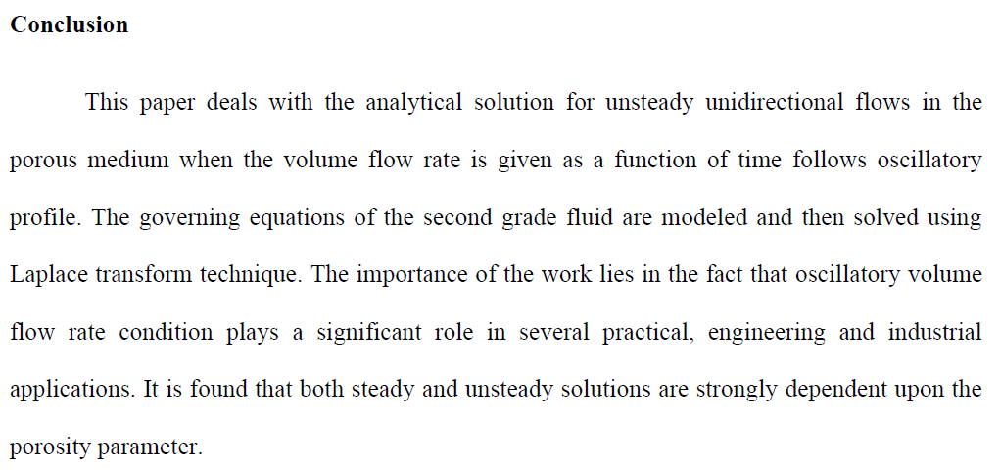 Conclusion
This paper deals with the analytical solution for unsteady unidirectional flows in the
porous medium when the volume flow rate is given as a function of time follows oscillatory
profile. The governing equations of the second grade fluid are modeled and then solved using
Laplace transform technique. The importance of the work lies in the fact that oscillatory volume
flow rate condition plays a significant role in several practical, engineering and industrial
applications. It is found that both steady and unsteady solutions are strongly dependent upon the
porosity parameter.